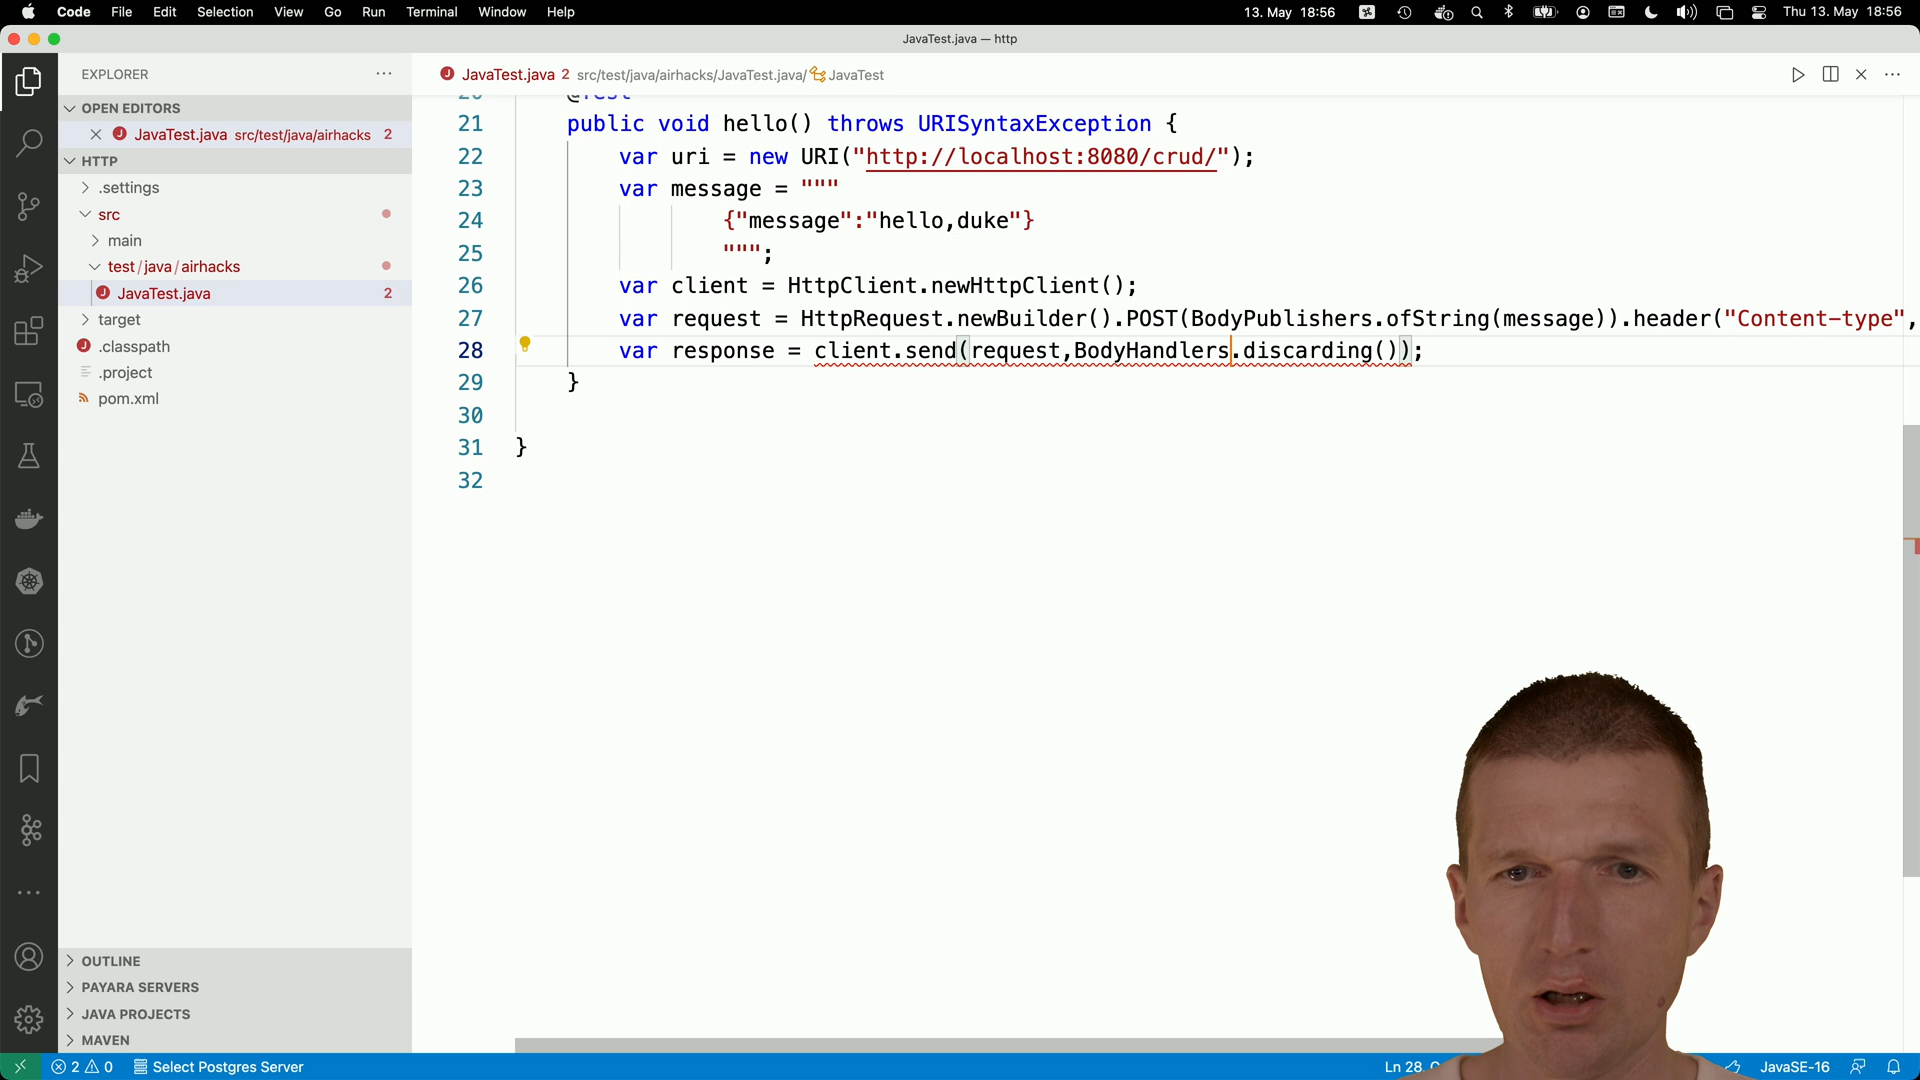 Code File Edit Selection View Go Run Terminal Window Help 13. May 18:56 Thu 13. May 18:56
JavaTest.java — http
EXPLORER
JavaTest.java 2 src/test/java/airhacks/JavaTest.java/ JavaTest
OPEN EDITORS
JavaTest.java src/test/java/airhacks 2
HTTP
.settings
src
main
test/java/airhacks
JavaTest.java 2
target
.classpath
.project
pom.xml
20 @Test
21 public void hello() throws URISyntaxException {
22 var uri = new URI("http://localhost:8080/crud/");
23 var message = """
24 {"message":"hello,duke"}
25 """;
26 var client = HttpClient.newHttpClient();
27 var request = HttpRequest.newBuilder().POST(BodyPublishers.ofString(message)).header("Content-type",
28 var response = client.send(request,BodyHandlers.discarding());
29 }
30
31 }
32
OUTLINE
PAYARA SERVERS
JAVA PROJECTS
MAVEN
2 0 Select Postgres Server Ln 28, JavaSE-16